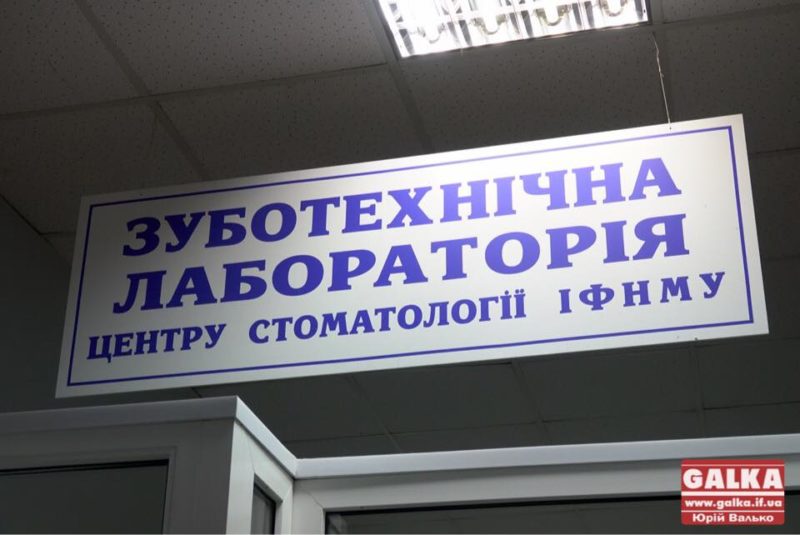 ЗУБОТЕХНІЧНА
ЛАБОРАТОРІЯ
ЦЕНТРУ СТОМАТОЛОГІЇ ІФНМУ
GALKA
www.galka.if.ua
Юрій Валько